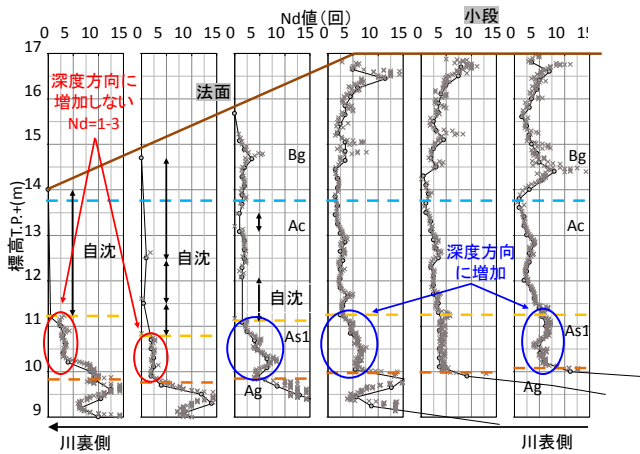 Nd値(回)
小段
17
16
15
14
13
12
11
10
9
標高T.P.+(m)
深度方向に
増加しない
Nd=1-3
法面
Bg
Bg
Ac
Ac
自沈
自沈
自沈
深度方向
に増加
As1
As1
Ag
Ag
0 5 10 15
0 5 10 15
0 5 10 15
0 5 10 15
0 5 10 15
0 5 10 15
川裏側
川表側